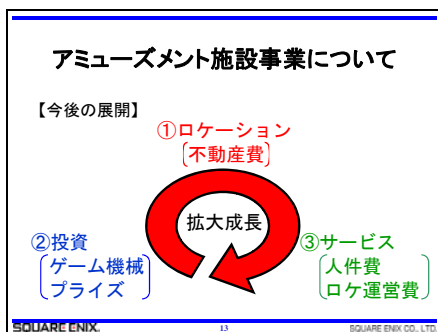 アミューズメント施設事業について
【今後の展開】
①ロケーション
[不動産費]
拡大成長
②投資
ゲーム機械
プライズ
③サービス
人件費
ロケ運営費
SQUARE ENIX.
13
SQUARE ENIX CO., LTD.